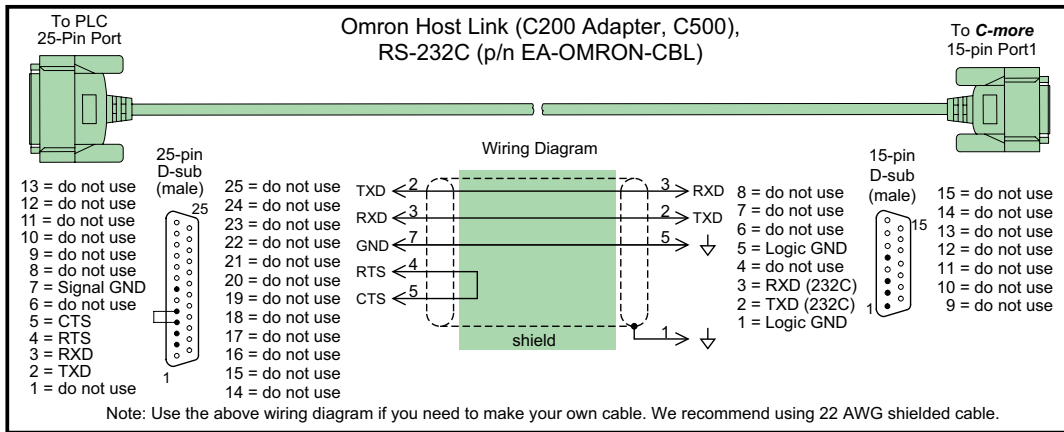 To PLC
25-Pin Port
Omron Host Link (C200 Adapter, C500),
RS-232C (p/n EA-OMRON-CBL)
To C-more
15-pin Port1
Wiring Diagram
25-pin
D-sub
(male)
13 = do not use
12 = do not use
11 = do not use
10 = do not use
9 = do not use
8 = do not use
7 = Signal GND
6 = do not use
5 = CTS
4 = RTS
3 = RXD
2 = TXD
1 = do not use
25
1
25 = do not use
24 = do not use
23 = do not use
22 = do not use
21 = do not use
20 = do not use
19 = do not use
18 = do not use
17 = do not use
16 = do not use
15 = do not use
14 = do not use
TXD 2 3 RXD
RXD 3 2 TXD
GND 7 5
RTS 4
CTS 5
1
shield
8 = do not use
7 = do not use
6 = do not use
5 = Logic GND
4 = do not use
3 = RXD (232C)
2 = TXD (232C)
1 = Logic GND
15-pin
D-sub
(male)
15
1
15 = do not use
14 = do not use
13 = do not use
12 = do not use
11 = do not use
10 = do not use
9 = do not use
Note: Use the above wiring diagram if you need to make your own cable. We recommend using 22 AWG shielded cable.